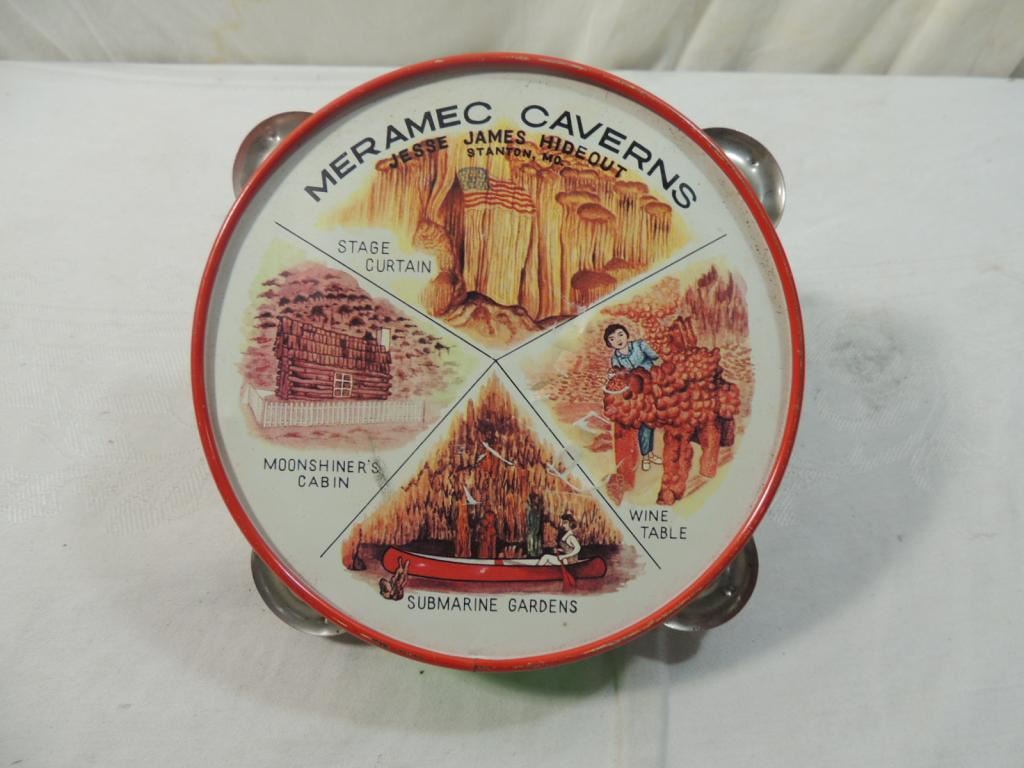 MERAMEC CAVERNS
JESSE JAMES HIDEOUT
STANTON, MO.
STAGE
CURTAIN
MOONSHINER'S
CABIN
WINE
TABLE
SUBMARINE GARDENS